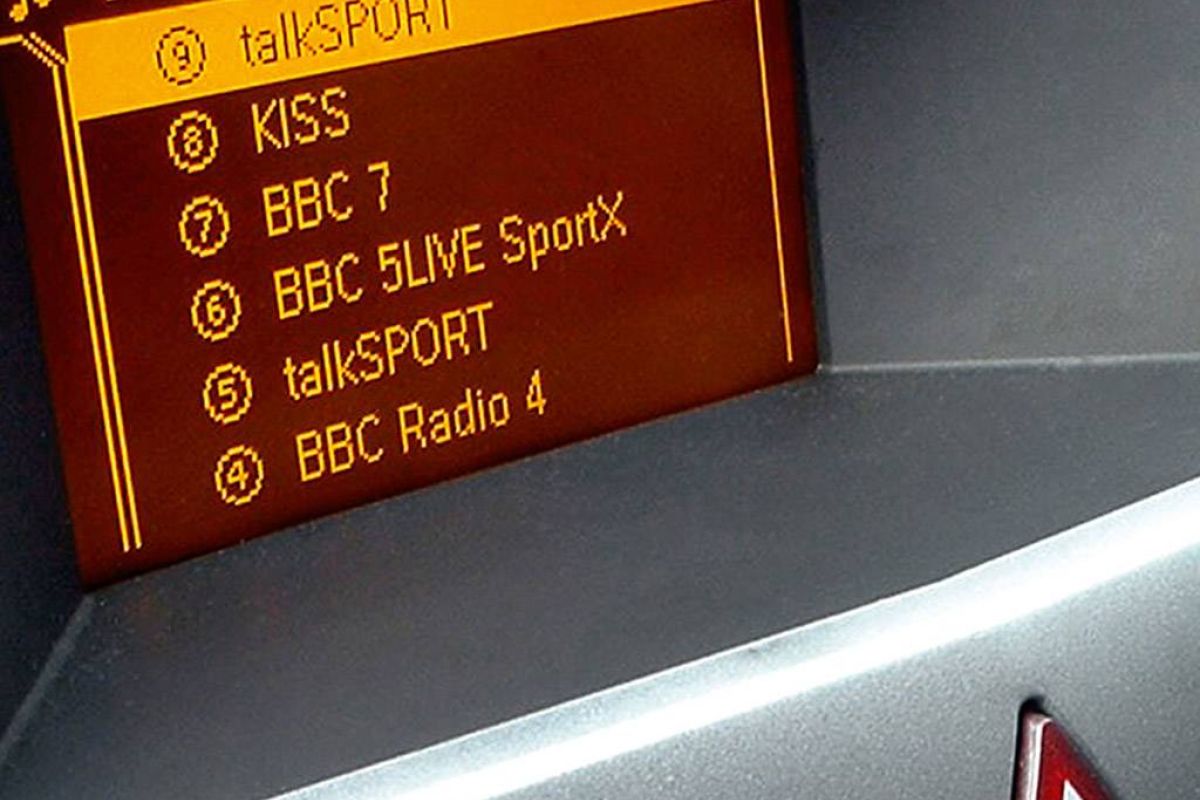 9 talkSPORT
8 KISS
7 BBC 7
6 BBC 5LIVE SportX
5 talkSPORT
4 BBC Radio 4